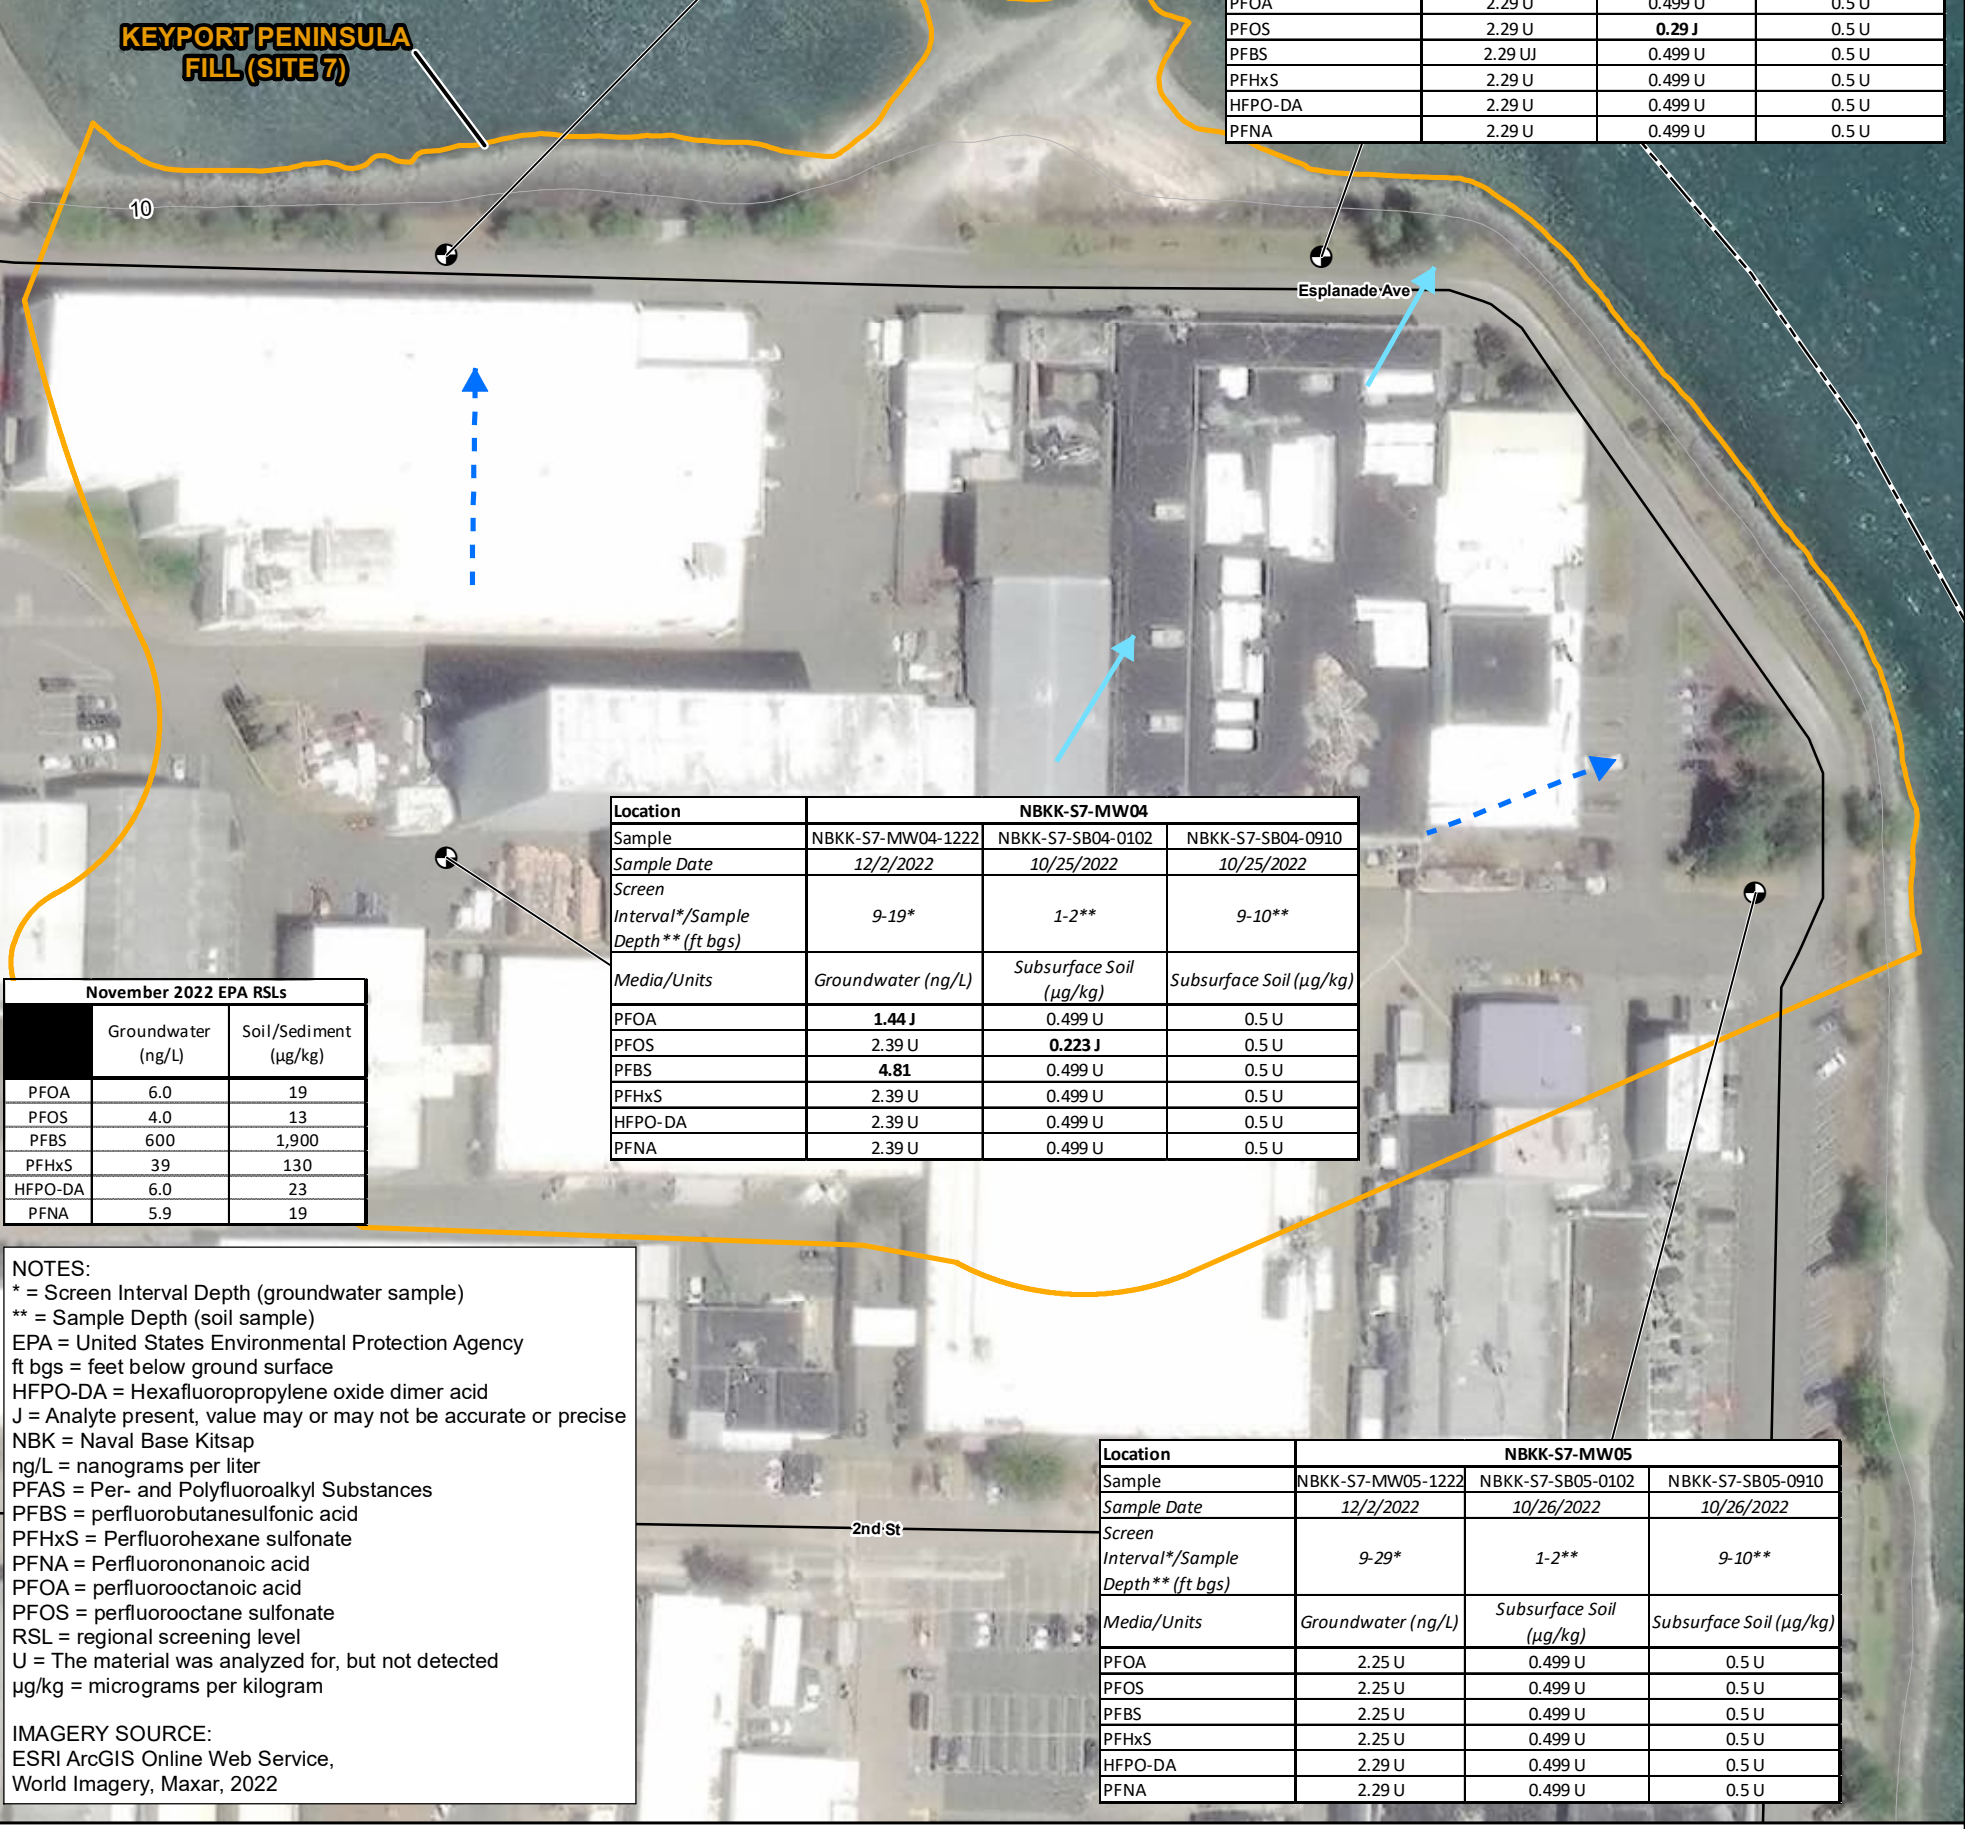 KEYPORT PENINSULA
FILL (SITE 7)
PFOA 2.29 U 0.499 U 0.5 U
PFOS 2.29 U 0.29 J 0.5 U
PFBS 2.29 UJ 0.499 U 0.5 U
PFHxS 2.29 U 0.499 U 0.5 U
HFPO-DA 2.29 U 0.499 U 0.5 U
PFNA 2.29 U 0.499 U 0.5 U
10
Esplanade Ave
Location NBKK-S7-MW04
Sample NBKK-S7-MW04-1222 NBKK-S7-SB04-0102 NBKK-S7-SB04-0910
Sample Date 12/2/2022 10/25/2022 10/25/2022
Screen
Interval*/Sample 9-19* 1-2** 9-10**
Depth** (ft bgs)
Media/Units Groundwater (ng/L) Subsurface Soil (µg/kg) Subsurface Soil (µg/kg)
PFOA 1.44 J 0.499 U 0.5 U
PFOS 2.39 U 0.223 J 0.5 U
PFBS 4.81 0.499 U 0.5 U
PFHxS 2.39 U 0.499 U 0.5 U
HFPO-DA 2.39 U 0.499 U 0.5 U
PFNA 2.39 U 0.499 U 0.5 U
November 2022 EPA RSLs
Groundwater Soil/Sediment
(ng/L) (µg/kg)
PFOA 6.0 19
PFOS 4.0 13
PFBS 600 1,900
PFHxS 39 130
HFPO-DA 6.0 23
PFNA 5.9 19
NOTES:
* = Screen Interval Depth (groundwater sample)
** = Sample Depth (soil sample)
EPA = United States Environmental Protection Agency
ft bgs = feet below ground surface
HFPO-DA = Hexafluoropropylene oxide dimer acid
J = Analyte present, value may or may not be accurate or precise
NBK = Naval Base Kitsap
ng/L = nanograms per liter
PFAS = Per- and Polyfluoroalkyl Substances
PFBS = perfluorobutanesulfonic acid
PFHxS = Perfluorohexane sulfonate
PFNA = Perfluorononanoic acid
PFOA = perfluorooctanoic acid
PFOS = perfluorooctane sulfonate
RSL = regional screening level
U = The material was analyzed for, but not detected
µg/kg = micrograms per kilogram
IMAGERY SOURCE:
ESRI ArcGIS Online Web Service,
World Imagery, Maxar, 2022
2nd St
Location NBKK-S7-MW05
Sample NBKK-S7-MW05-1222 NBKK-S7-SB05-0102 NBKK-S7-SB05-0910
Sample Date 12/2/2022 10/26/2022 10/26/2022
Screen
Interval*/Sample 9-29* 1-2** 9-10**
Depth** (ft bgs)
Media/Units Groundwater (ng/L) Subsurface Soil (µg/kg) Subsurface Soil (µg/kg)
PFOA 2.25 U 0.499 U 0.5 U
PFOS 2.25 U 0.499 U 0.5 U
PFBS 2.25 U 0.499 U 0.5 U
PFHxS 2.25 U 0.499 U 0.5 U
HFPO-DA 2.29 U 0.499 U 0.5 U
PFNA 2.29 U 0.499 U 0.5 U